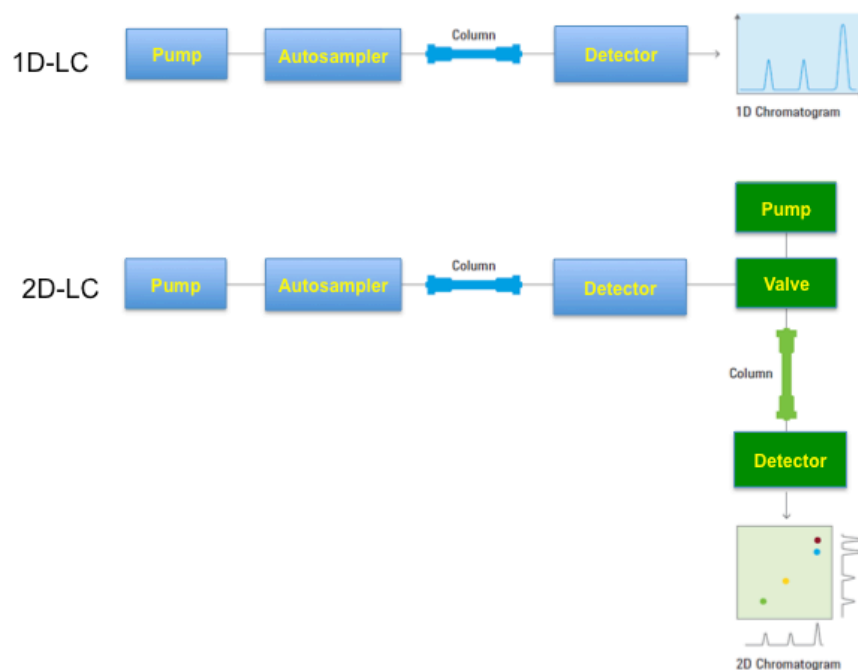 1D-LC
Pump
Autosampler
Column
Detector
1D Chromatogram
2D-LC
Pump
Autosampler
Column
Detector
Pump
Valve
Column
Detector
2D Chromatogram